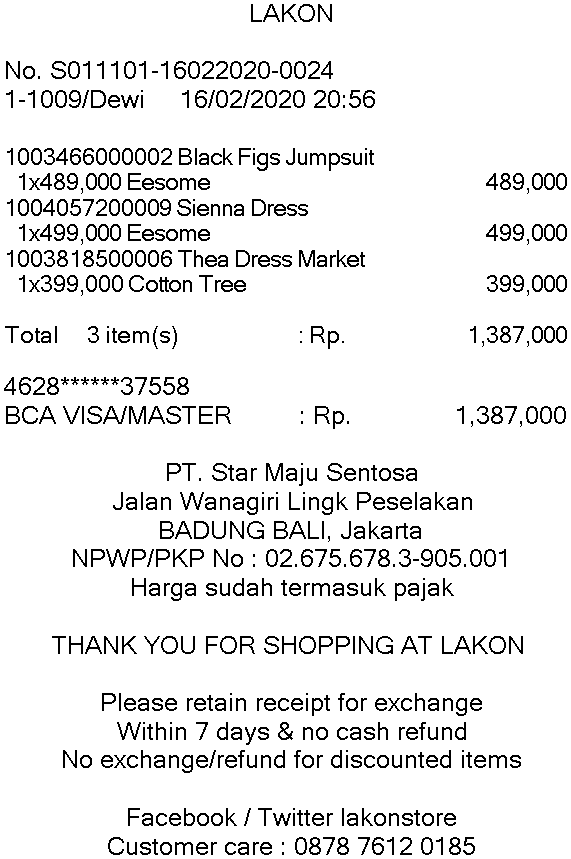 LAKON
No. S011101-16022020-0024
1-1009/Dewi 16/02/2020 20:56
1003466000002 Black Figs Jumpsuit
1x489,000 Eesome 489,000
1004057200009 Sienna Dress
1x499,000 Eesome 499,000
1003818500006 Thea Dress Market
1x399,000 Cotton Tree 399,000
Total 3 item(s) : Rp. 1,387,000
4628******37558
BCA VISA/MASTER : Rp. 1,387,000
PT. Star Maju Sentosa
Jalan Wanagiri Lingk Peselakan
BADUNG BALI, Jakarta
NPWP/PKP No : 02.675.678.3-905.001
Harga sudah termasuk pajak
THANK YOU FOR SHOPPING AT LAKON
Please retain receipt for exchange
Within 7 days & no cash refund
No exchange/refund for discounted items
Facebook / Twitter lakonstore
Customer care : 0878 7612 0185